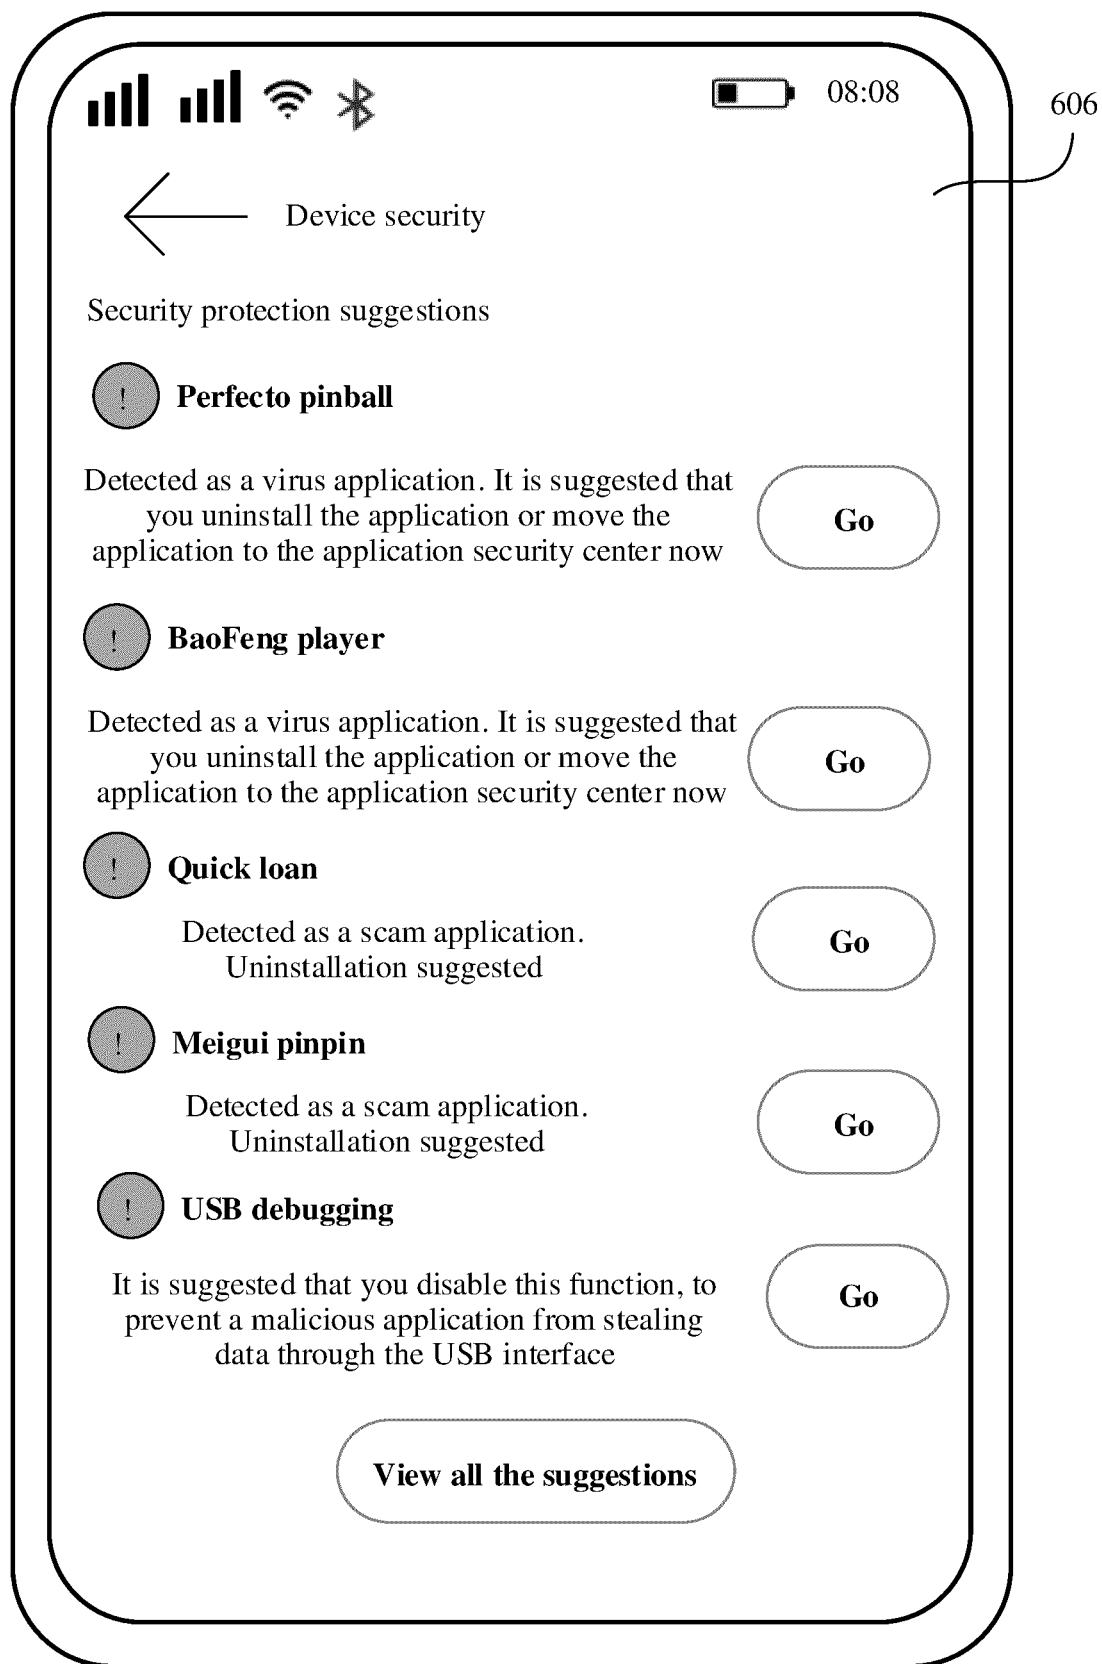 08:08
606
Device security
Security protection suggestions
! Perfecto pinball
Detected as a virus application. It is suggested that
you uninstall the application or move the
application to the application security center now
Go
! BaoFeng player
Detected as a virus application. It is suggested that
you uninstall the application or move the
application to the application security center now
Go
! Quick loan
Detected as a scam application.
Uninstallation suggested
Go
! Meigui pinpin
Detected as a scam application.
Uninstallation suggested
Go
! USB debugging
It is suggested that you disable this function, to
prevent a malicious application from stealing
data through the USB interface
Go
View all the suggestions